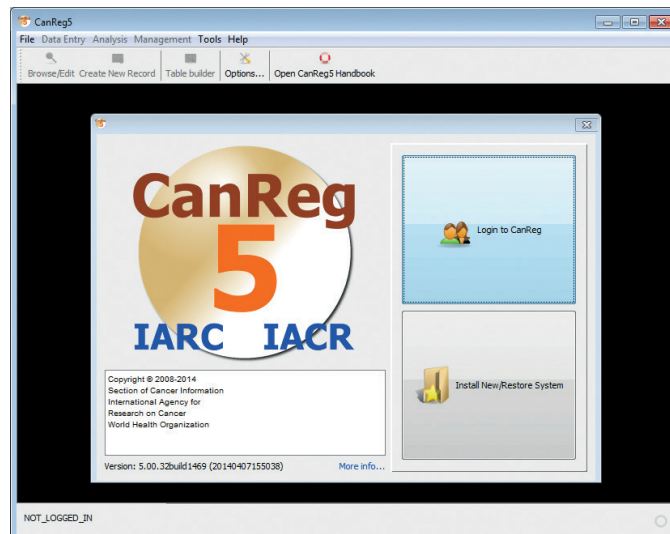 CanReg5
File Data Entry Analysis Management Tools Help
Browse/Edit Create New Record Table builder Options... Open CanReg5 Handbook
CanReg
5
IARC IACR
Login to CanReg
Install New/Restore System
Copyright © 2008-2014
Section of Cancer Information
International Agency for
Research on Cancer
World Health Organization
Version: 5.00.32build1469 (20140407155038) More info...
NOT_LOGGED_IN